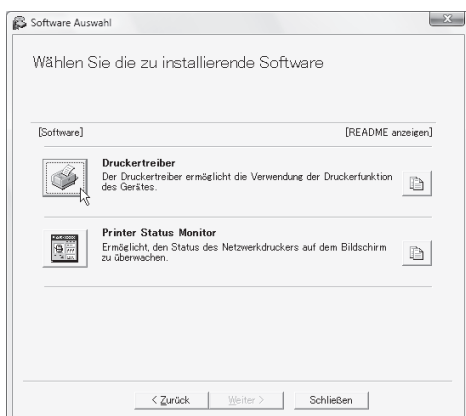 Software Auswahl
Wählen Sie die zu installierende Software
[Software] [README anzeigen]
Druckertreiber
Der Druckertreiber ermöglicht die Verwendung der Druckerfunktion
des Gerätes.
Printer Status Monitor
Ermöglicht, den Status des Netzwerkdruckers auf dem Bildschirm
zu überwachen.
< Zurück Weiter > Schließen